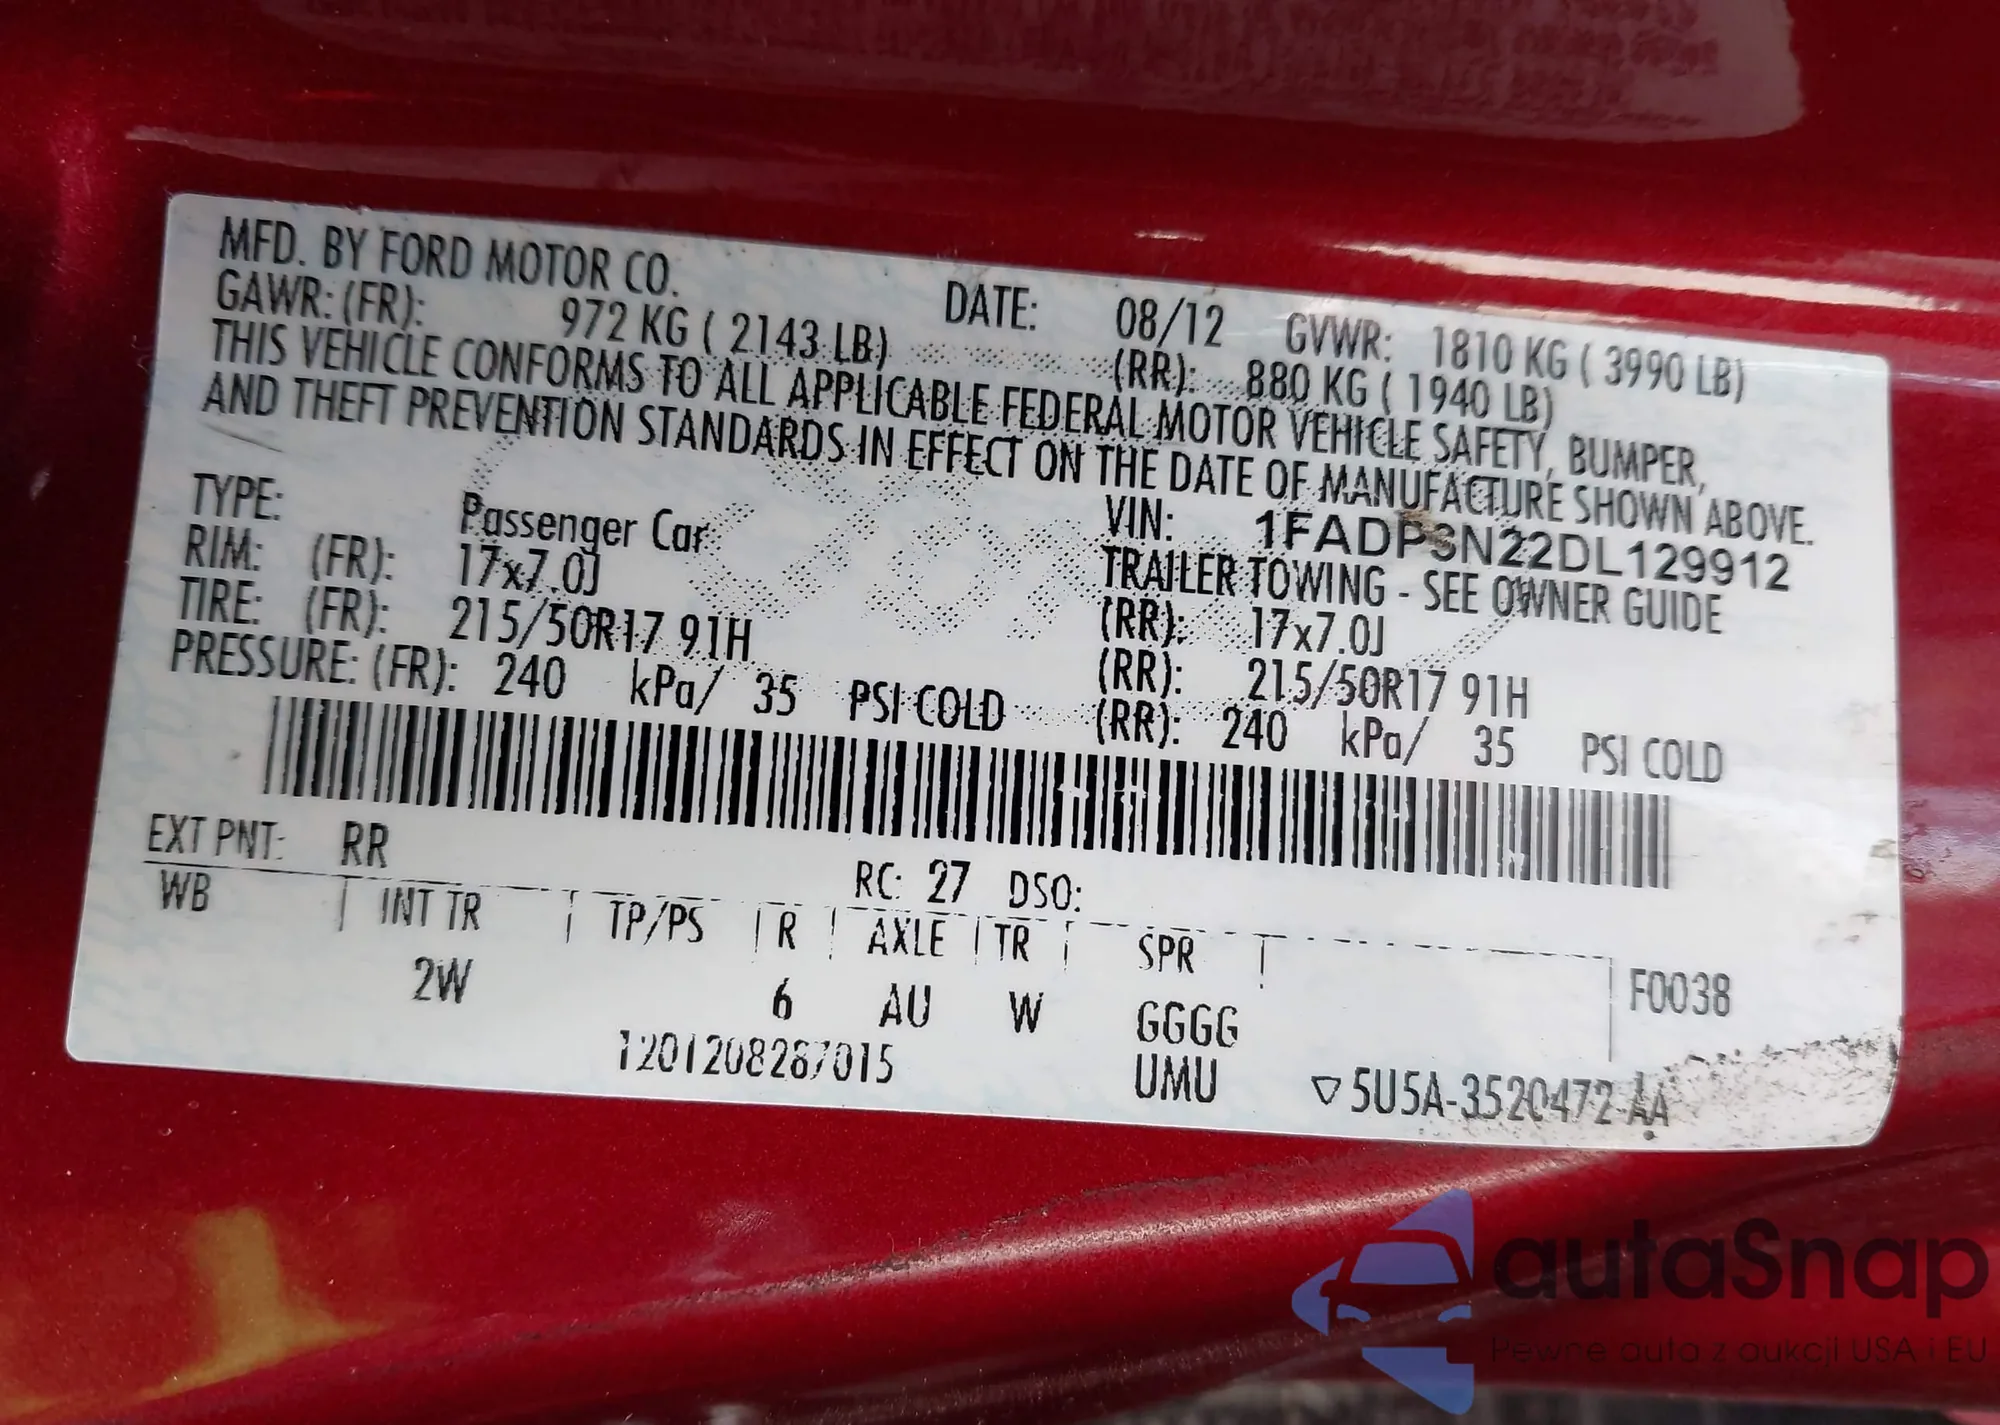 MFD. BY FORD MOTOR CO. DATE: 08/12 GVWR: 1810 KG ( 3990 LB)
GAWR: (FR): 972 KG ( 2143 LB) (RR): 880 KG ( 1940 LB)
THIS VEHICLE CONFORMS TO ALL APPLICABLE FEDERAL MOTOR VEHICLE SAFETY, BUMPER,
AND THEFT PREVENTION STANDARDS IN EFFECT ON THE DATE OF MANUFACTURE SHOWN ABOVE.
VIN: 1FADP3N22DL129912
TYPE: Passenger Car TRAILER TOWING - SEE OWNER GUIDE
RIM: (FR): 17x7.0J (RR): 17x7.0J
TIRE: (FR): 215/50R17 91H (RR): 215/50R17 91H
PRESSURE: (FR): 240 kPa/ 35 PSI COLD (RR): 240 kPa/ 35 PSI COLD
EXT PNT: RR RC: 27 DSO:
WB INT TR TP/PS R AXLE TR SPR F0038
2W 6 AU W GGGG
1201208287015 UMU ▽5U5A-3520472-AA
autaSnap
Pewne auta z aukcji USA i EU